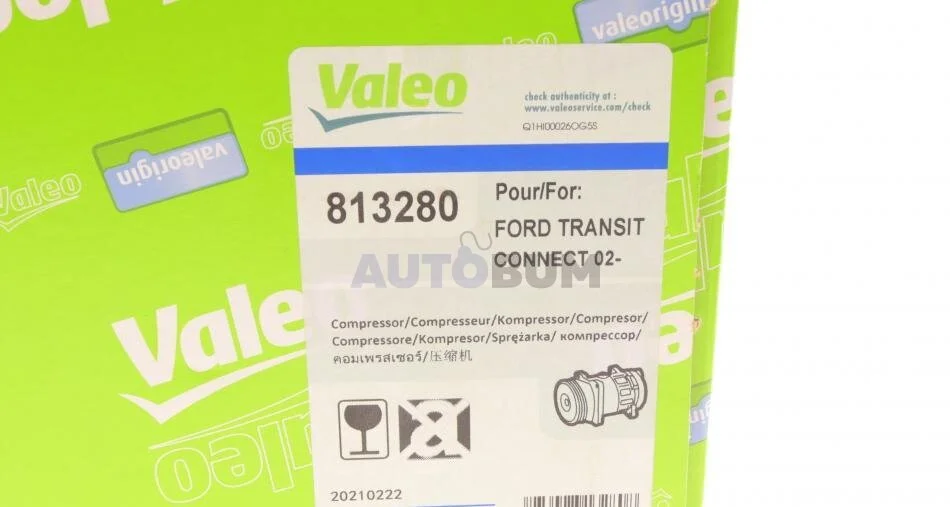 valeorigin
Valeo
check authenticity at :
www.valeoservice.com/check
Q1HI00026OG5S
valeorigin
Valeo
813280
Pour/For:
FORD TRANSIT
CONNECT 02-
AUTOBUM
Valeo
Compressor/Compresseur/Kompressor/Compresor/
Compressore/Kompresor/Sprężarka/ компрессор/
คอมเพรสเซอร์/压缩机
a
20210222